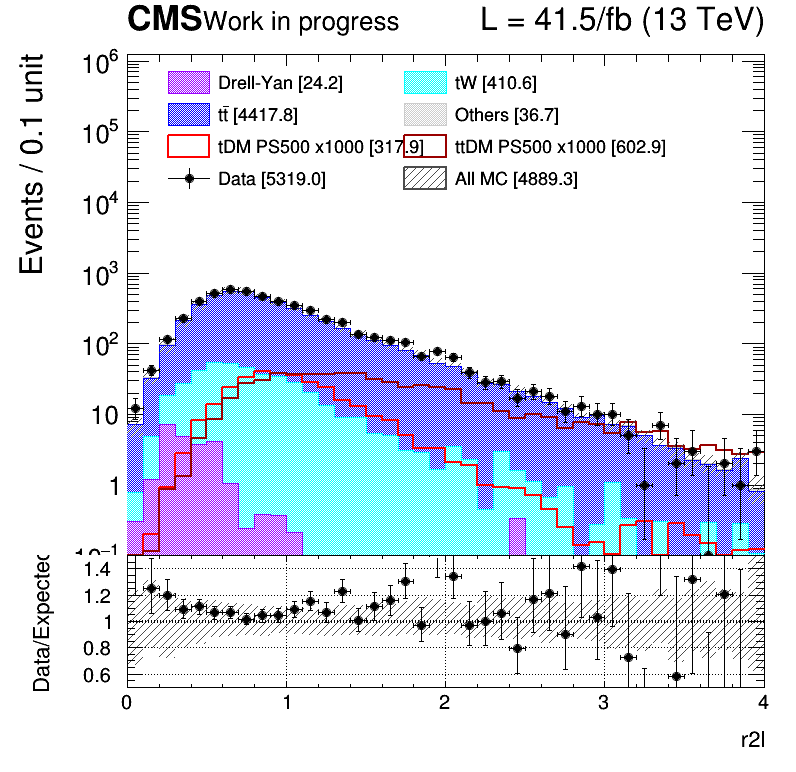 CMS Work in progress L = 41.5/fb (13 TeV)
Events / 0.1 unit
10⁶
10⁵
10⁴
10³
10²
10
1
10⁻¹
Drell-Yan [24.2] tW [410.6]
tt̄ [4417.8] Others [36.7]
tDM PS500 x1000 [317.9] ttDM PS500 x1000 [602.9]
Data [5319.0] All MC [4889.3]
Data/Expected
1.4
1.2
1
0.8
0.6
0 1 2 3 4
r2l